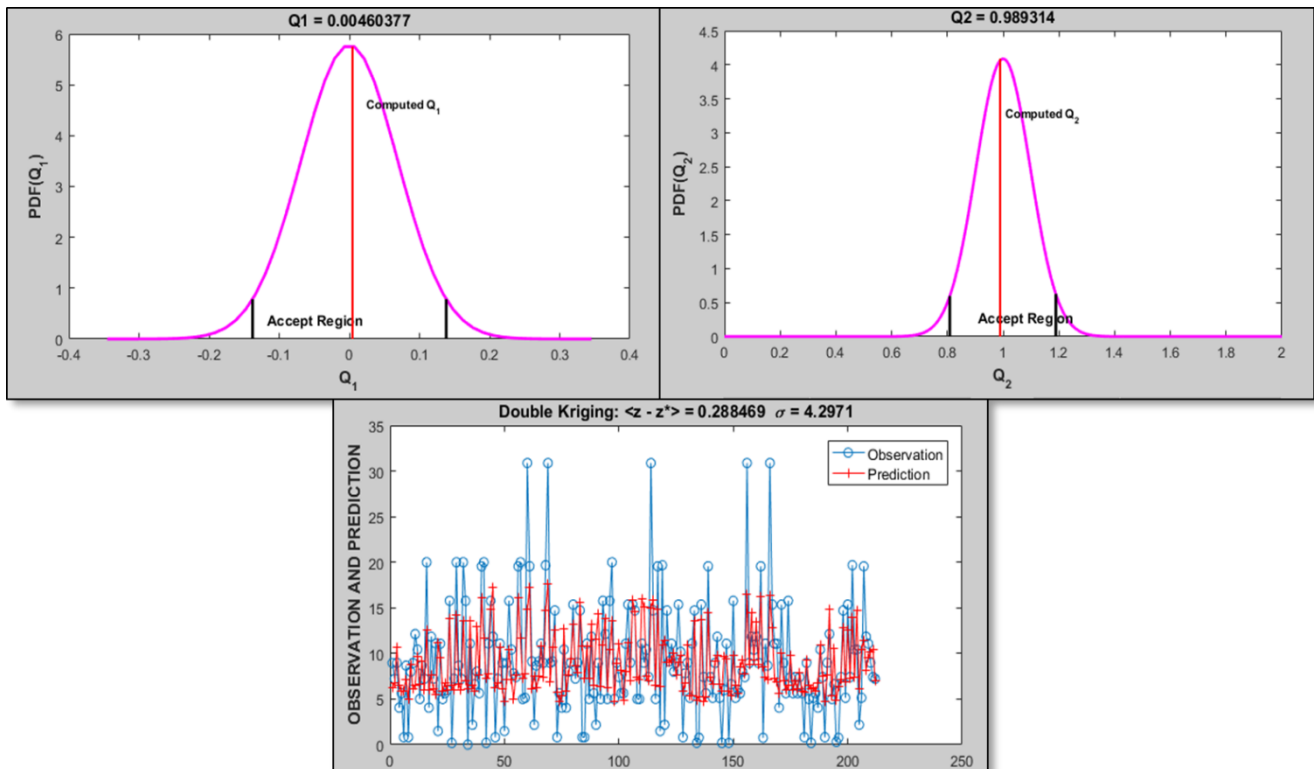 Q1 = 0.00460377
PDF(Q1)
6
5
4
3
2
1
0
Computed Q1
Accept Region
-0.4 -0.3 -0.2 -0.1 0 0.1 0.2 0.3 0.4
Q1
Q2 = 0.989314
PDF(Q2)
4.5
4
3.5
3
2.5
2
1.5
1
0.5
0
Computed Q2
Accept Region
0 0.2 0.4 0.6 0.8 1 1.2 1.4 1.6 1.8 2
Q2
Double Kriging: <z - z*> = 0.288469 σ = 4.2971
OBSERVATION AND PREDICTION
35
30
25
20
15
10
5
0
Observation
Prediction
0 50 100 150 200 250